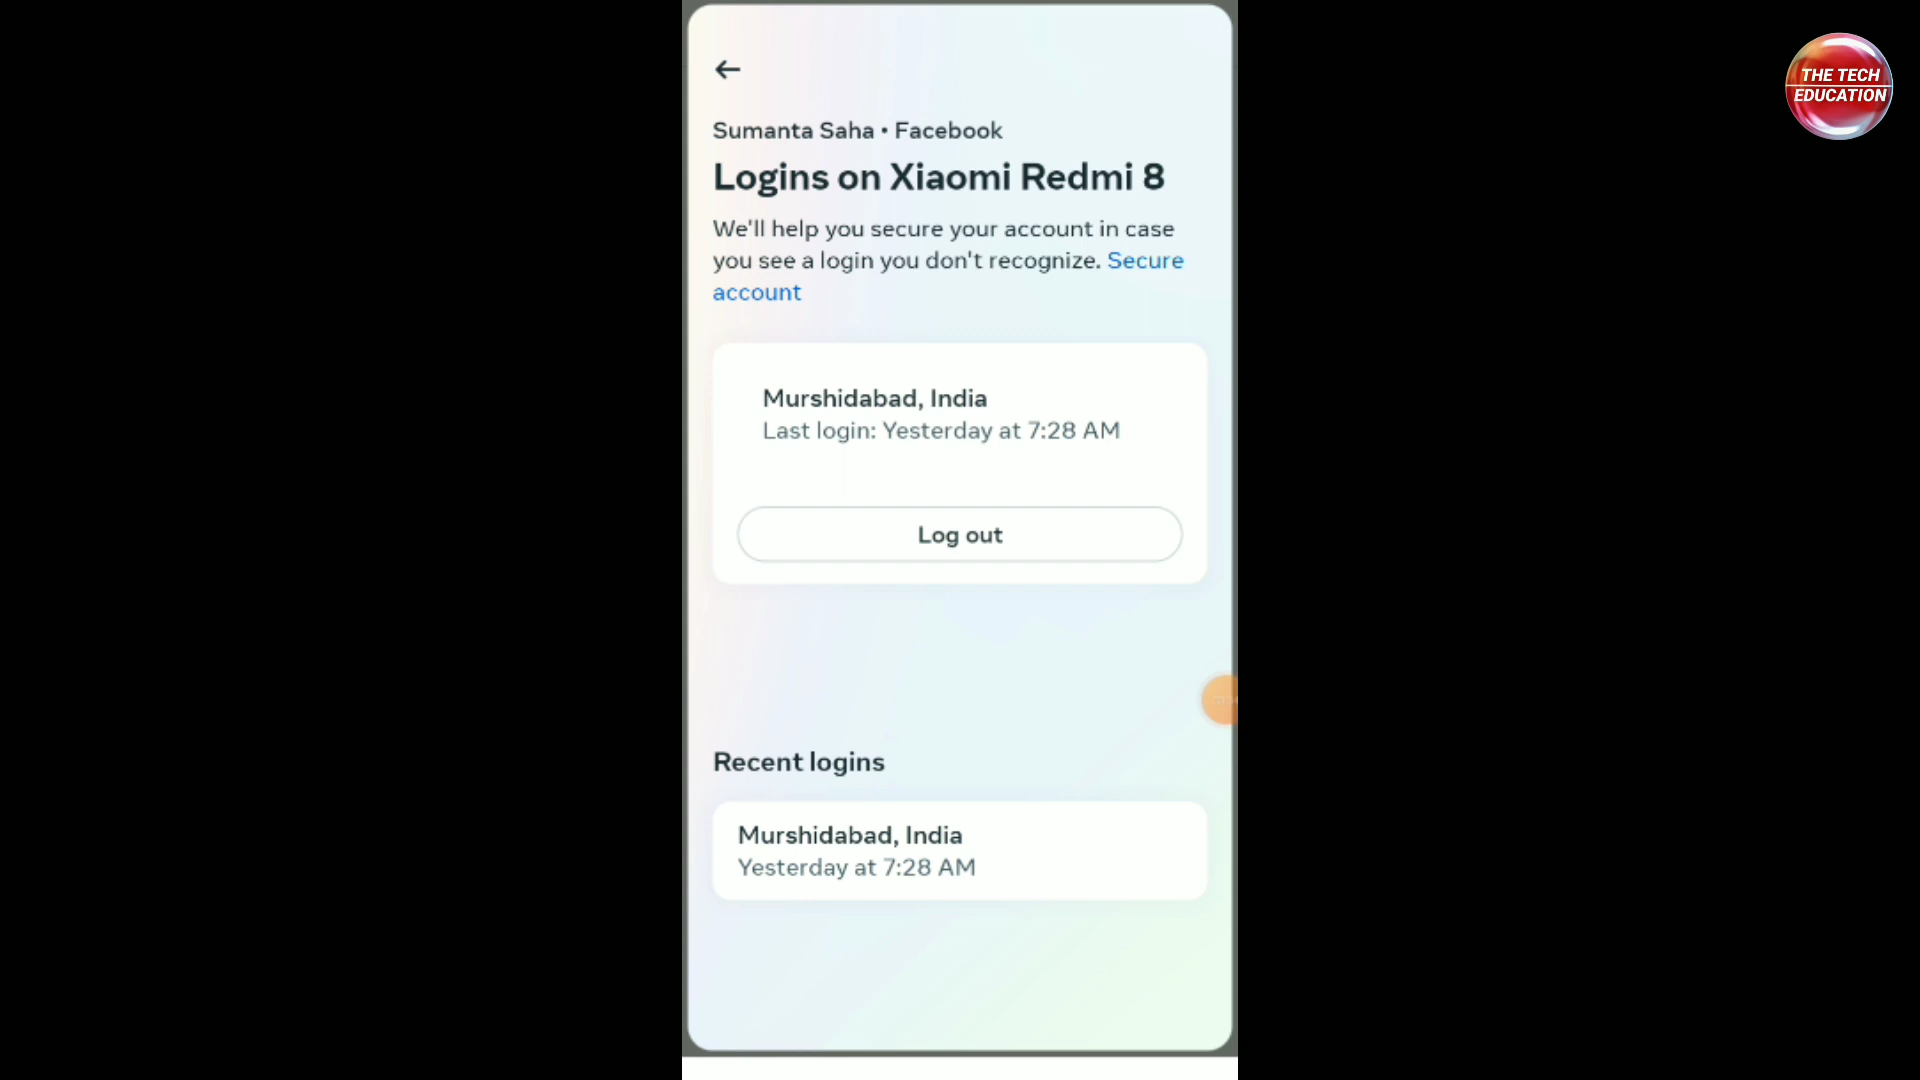 THE TECH
EDUCATION
Sumanta Saha • Facebook
Logins on Xiaomi Redmi 8
We'll help you secure your account in case
you see a login you don't recognize. Secure
account
Murshidabad, India
Last login: Yesterday at 7:28 AM
Log out
Recent logins
Murshidabad, India
Yesterday at 7:28 AM